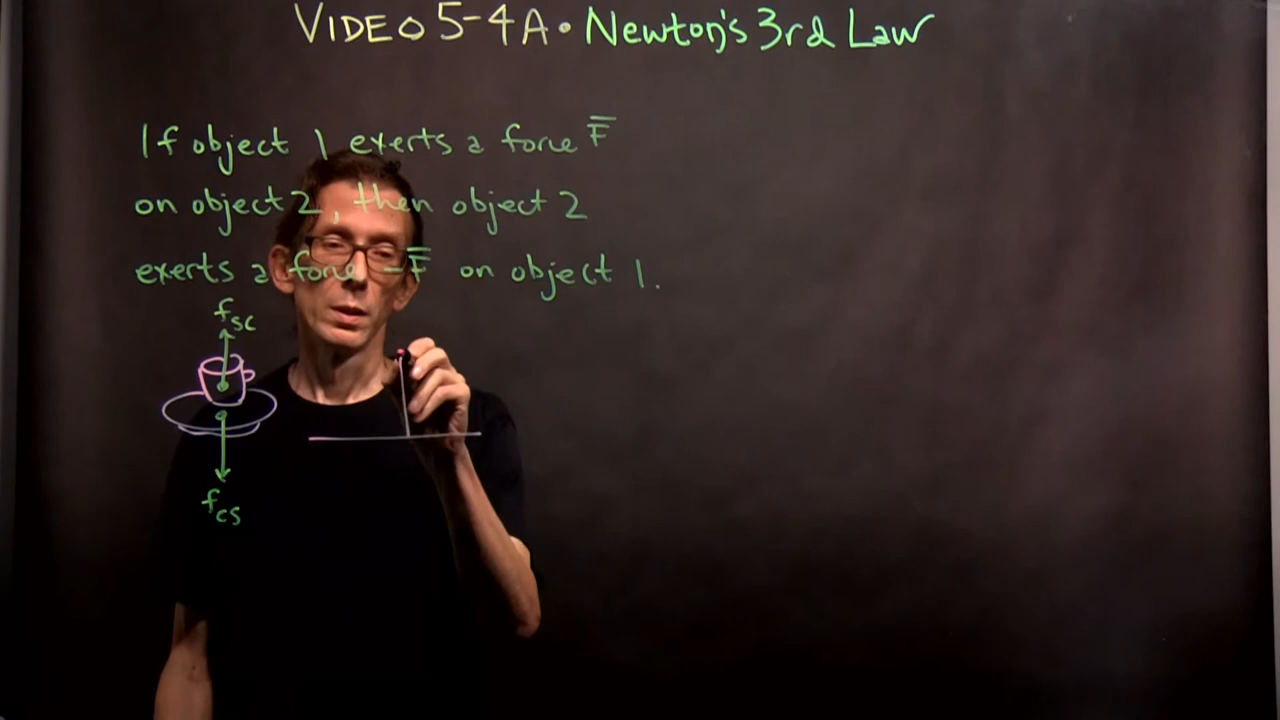 VIDEO 5-4A • Newton's 3rd Law
If object 1 exerts a force F̅
on object 2, then object 2
exerts a force -F̅ on object 1.
fsc
fcs